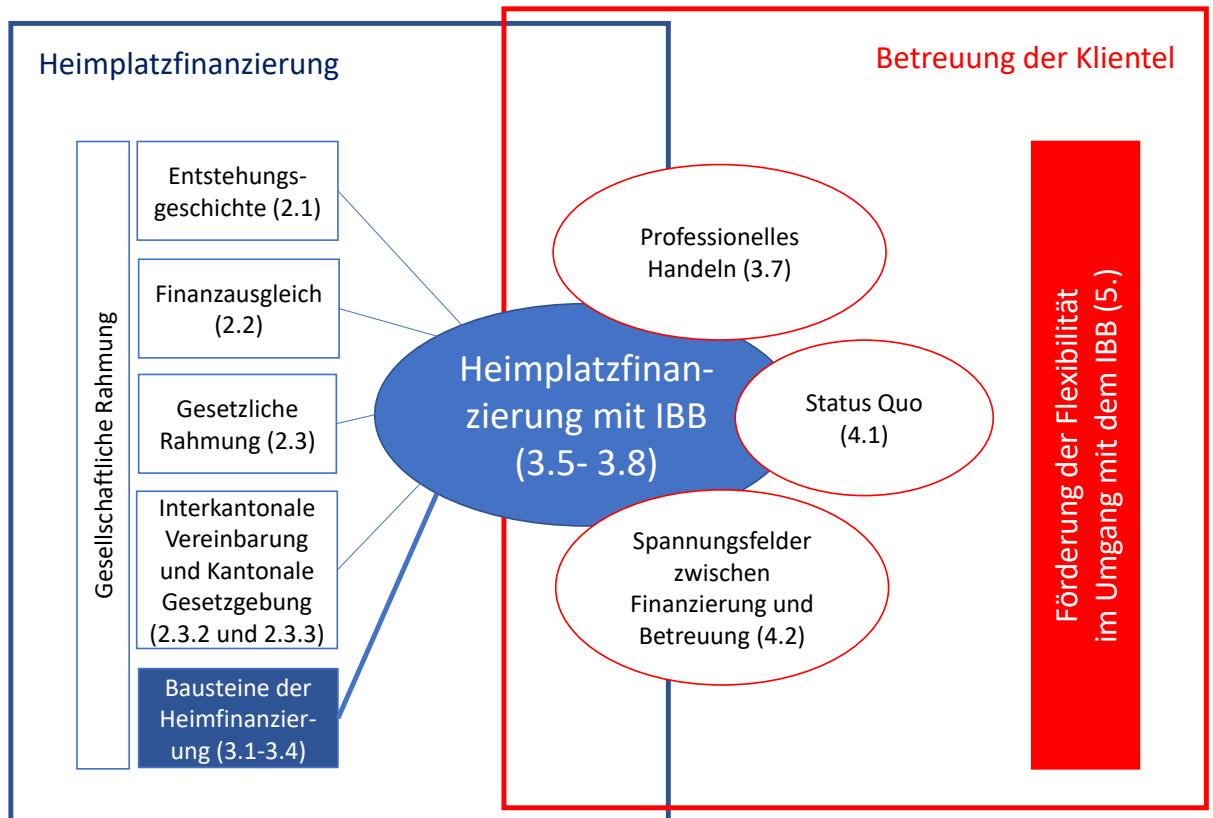 Heimplatzfinanzierung
Betreuung der Klientel
Gesellschaftliche Rahmung
Entstehungs-
geschichte (2.1)
Finanzausgleich
(2.2)
Gesetzliche
Rahmung (2.3)
Interkantonale
Vereinbarung
und Kantonale
Gesetzgebung
(2.3.2 und 2.3.3)
Bausteine der
Heimfinanzier-
ung (3.1-3.4)
Heimplatzfinan-
zierung mit IBB
(3.5- 3.8)
Professionelles
Handeln (3.7)
Status Quo
(4.1)
Spannungsfelder
zwischen
Finanzierung und
Betreuung (4.2)
Förderung der Flexibilität
im Umgang mit dem IBB (5.)